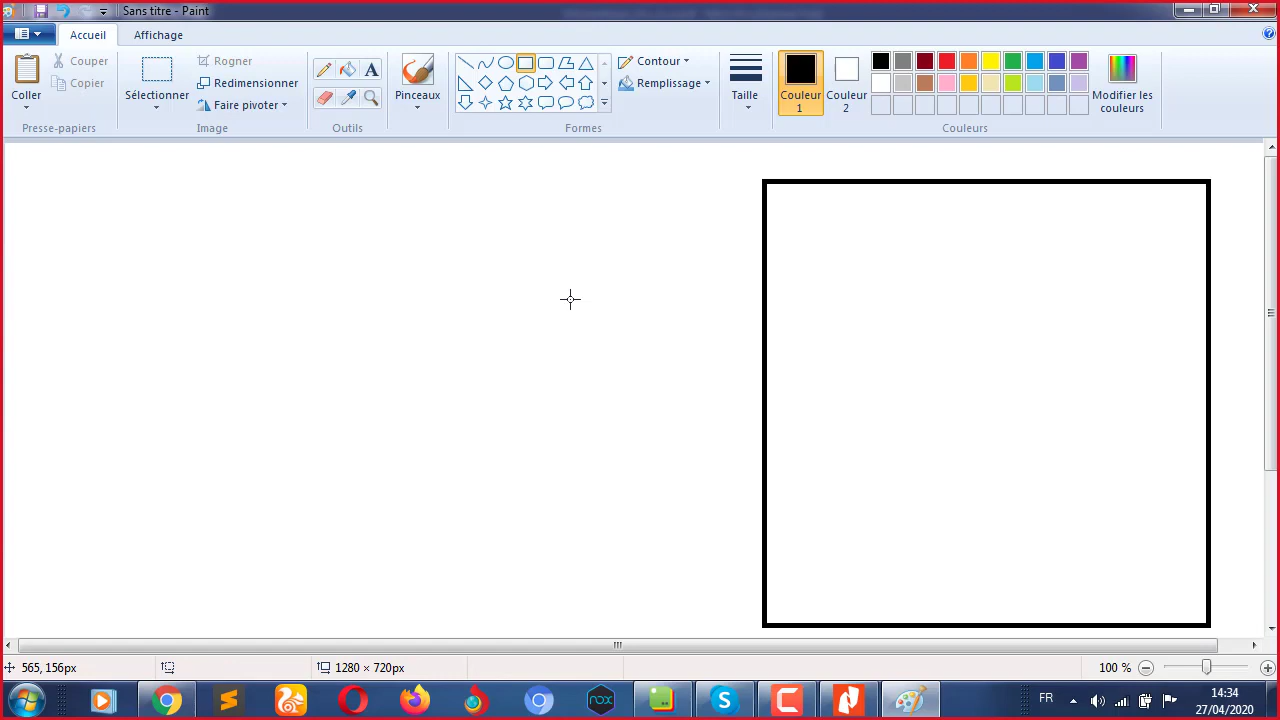 Sans titre - Paint
Accueil
Affichage
Coller
Couper
Copier
Presse-papiers
Sélectionner
Rogner
Redimensionner
Faire pivoter
Image
A
Outils
Pinceaux
Contour
Remplissage
Formes
Taille
Couleur
1
Couleur
2
Modifier les
couleurs
Couleurs
565, 156px
1280 × 720px
100 %
nox
S
FR
14:34
27/04/2020